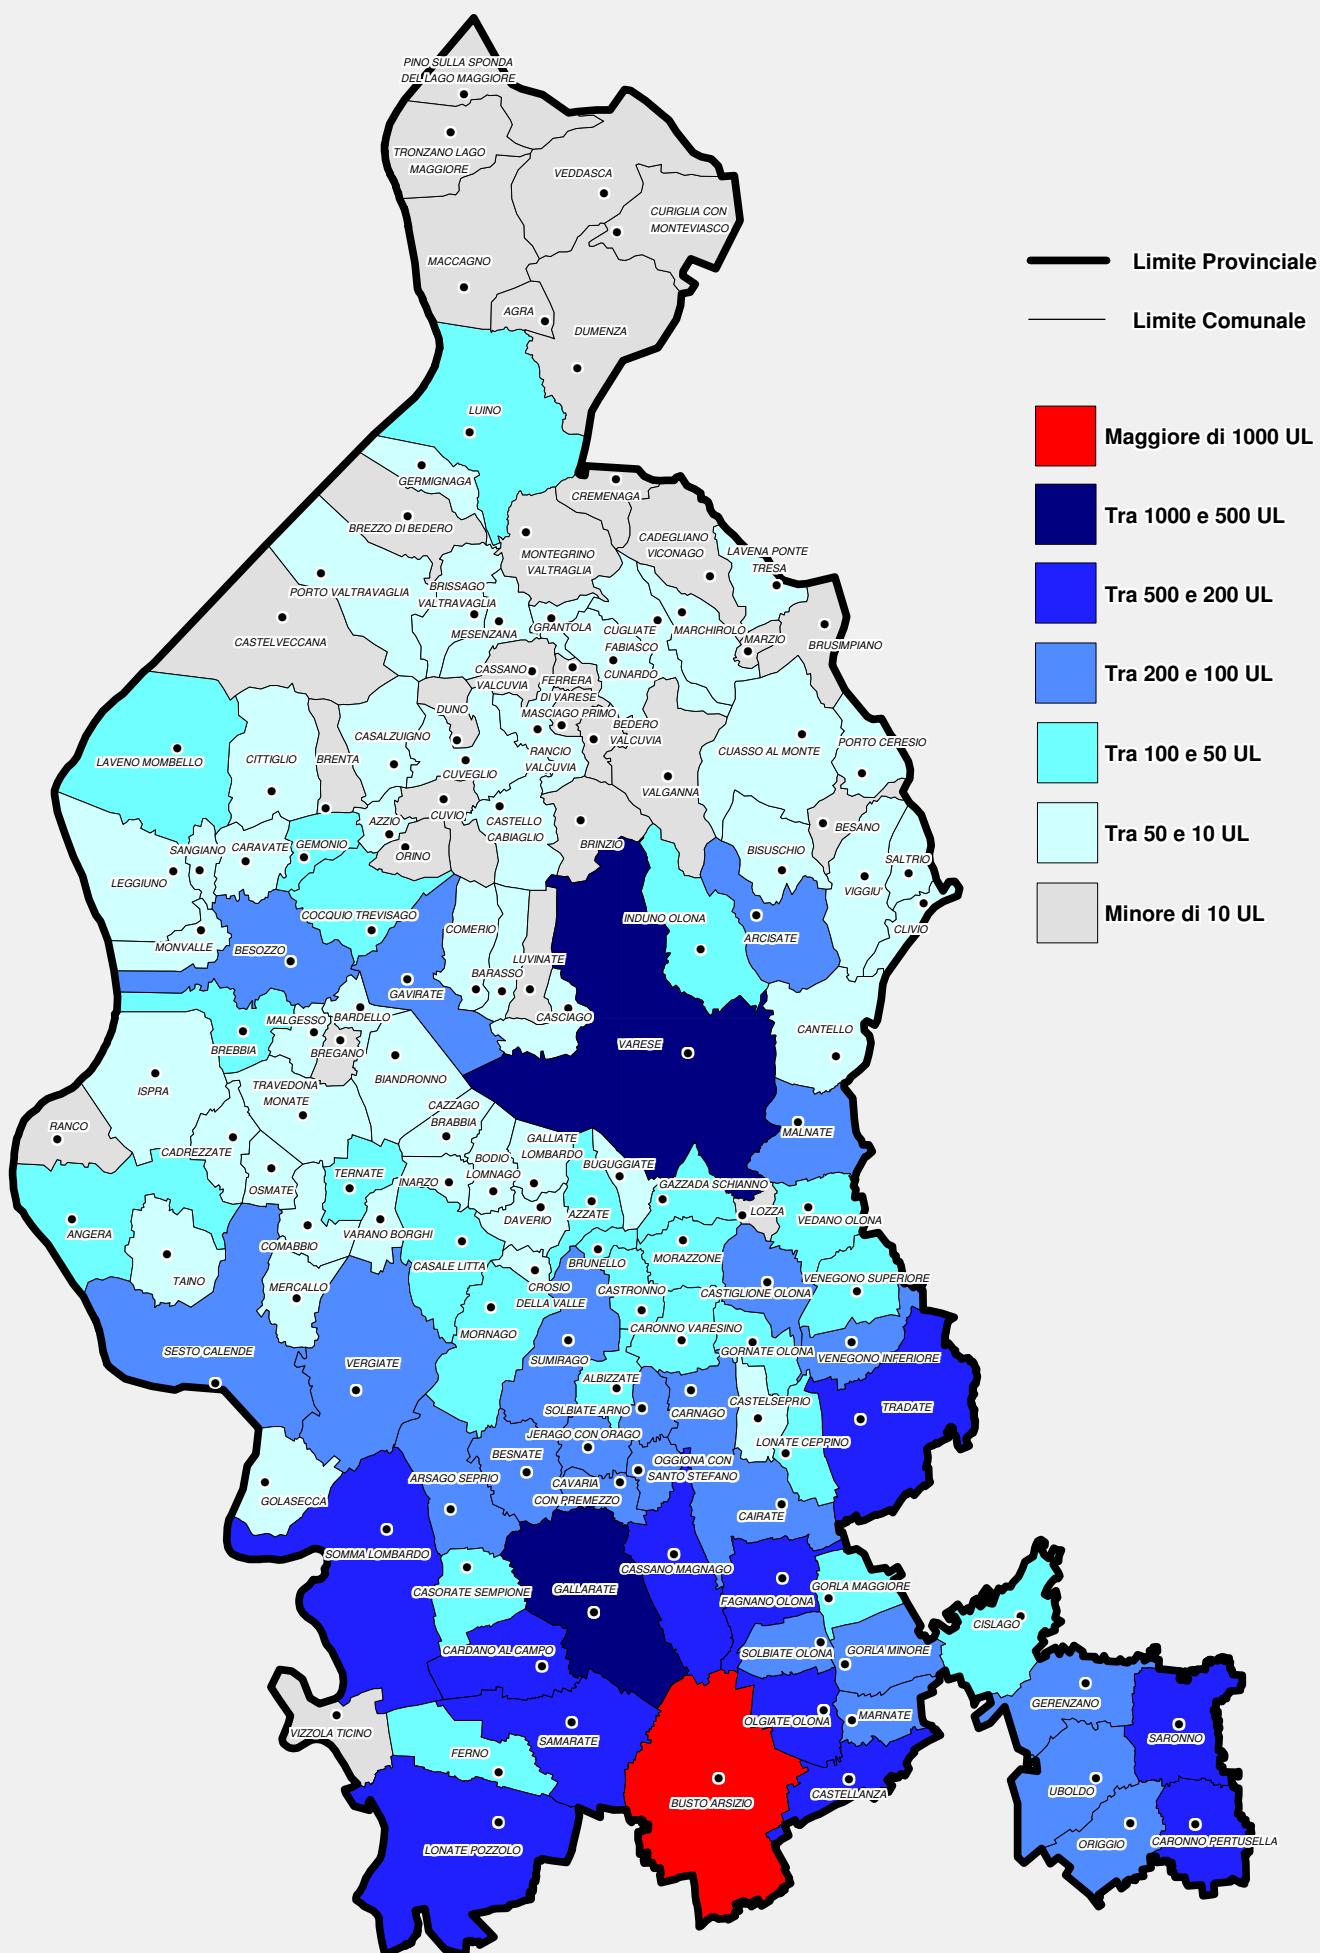 PINO SULLA SPONDA
DEL LAGO MAGGIORE
TRONZANO LAGO
MAGGIORE
VEDDASCA
CURIGLIA CON
MONTEVIASCO
MACCAGNO
AGRA
DUMENZA
Limite Provinciale
Limite Comunale
LUINO
Maggiore di 1000 UL
GERMIGNAGA
CREMENAGA
BREZZO DI BEDERO
Tra 1000 e 500 UL
CADEGLIANO
VICONAGO
MONTEGRINO
VALTRAGLIA
LAVENA PONTE
TRESA
PORTO VALTRAVAGLIA
BRISSAGO
VALTRAVAGLIA
Tra 500 e 200 UL
MESENZANA
GRANTOLA
CUGLIATE
FABIASCO
MARCHIROLO
MARZIO
BRUSIMPIANO
CASTELVECCANA
CASSANO
VALCUVIA
FERRERA
DI VARESE
CUNARDO
Tra 200 e 100 UL
DUNO
MASCIAGO PRIMO
BEDERO
VALCUVIA
CASALZUIGNO
RANCIO
VALCUVIA
CUASSO AL MONTE
PORTO CERESIO
LAVENO MOMBELLO
CITTIGLIO
BRENTA
CUVEGLIO
VALGANNA
Tra 100 e 50 UL
AZZIO
CUVIO
CASTELLO
CABIAGLIO
BESANO
Tra 50 e 10 UL
SANGIANO
CARAVATE
GEMONIO
ORINO
BRINZIO
BISUSCHIO
SALTRIO
LEGGIUNO
VIGGIU'
COCQUIO TREVISAGO
INDUNO OLONA
Minore di 10 UL
MONVALLE
BESOZZO
COMERIO
ARCISATE
CLIVIO
LUVINATE
BARASSO
GAVIRATE
MALGESSO
BARDELLO
CASCIAGO
CANTELLO
BREBBIA
BREGANO
VARESE
ISPRA
TRAVEDONA
MONATE
BIANDRONNO
CAZZAGO
BRABBIA
RANCO
MALNATE
CADREZZATE
GALLIATE
LOMBARDO
BODIO
LOMNAGO
BUGUGGIATE
OSMATE
TERNATE
INARZO
GAZZADA SCHIANNO
LOZZA
AZZATE
DAVERIO
VEDANO OLONA
ANGERA
COMABBIO
VARANO BORGHI
TAINO
CASALE LITTA
BRUNELLO
MORAZZONE
MERCALLO
CROSIO
DELLA VALLE
CASTRONNO
CASTIGLIONE OLONA
VENEGONO SUPERIORE
MORNAGO
CARONNO VARESINO
SESTO CALENDE
VERGIATE
SUMIRAGO
GORNATE OLONA
VENEGONO INFERIORE
ALBIZZATE
SOLBIATE ARNO
CARNAGO
CASTELSEPRIO
TRADATE
JERAGO CON ORAGO
LONATE CEPPINO
BESNATE
OGGIONA CON
SANTO STEFANO
ARSAGO SEPRIO
CAVARIA
CON PREMEZZO
GOLASECCA
CAIRATE
SOMMA LOMBARDO
CASSANO MAGNAGO
CASORATE SEMPIONE
GALLARATE
FAGNANO OLONA
GORLA MAGGIORE
CISLAGO
CARDANO AL CAMPO
SOLBIATE OLONA
GORLA MINORE
GERENZANO
VIZZOLA TICINO
OLGIATE OLONA
MARNATE
SARONNO
FERNO
SAMARATE
UBOLDO
BUSTO ARSIZIO
CASTELLANZA
LONATE POZZOLO
ORIGGIO
CARONNO PERTUSELLA